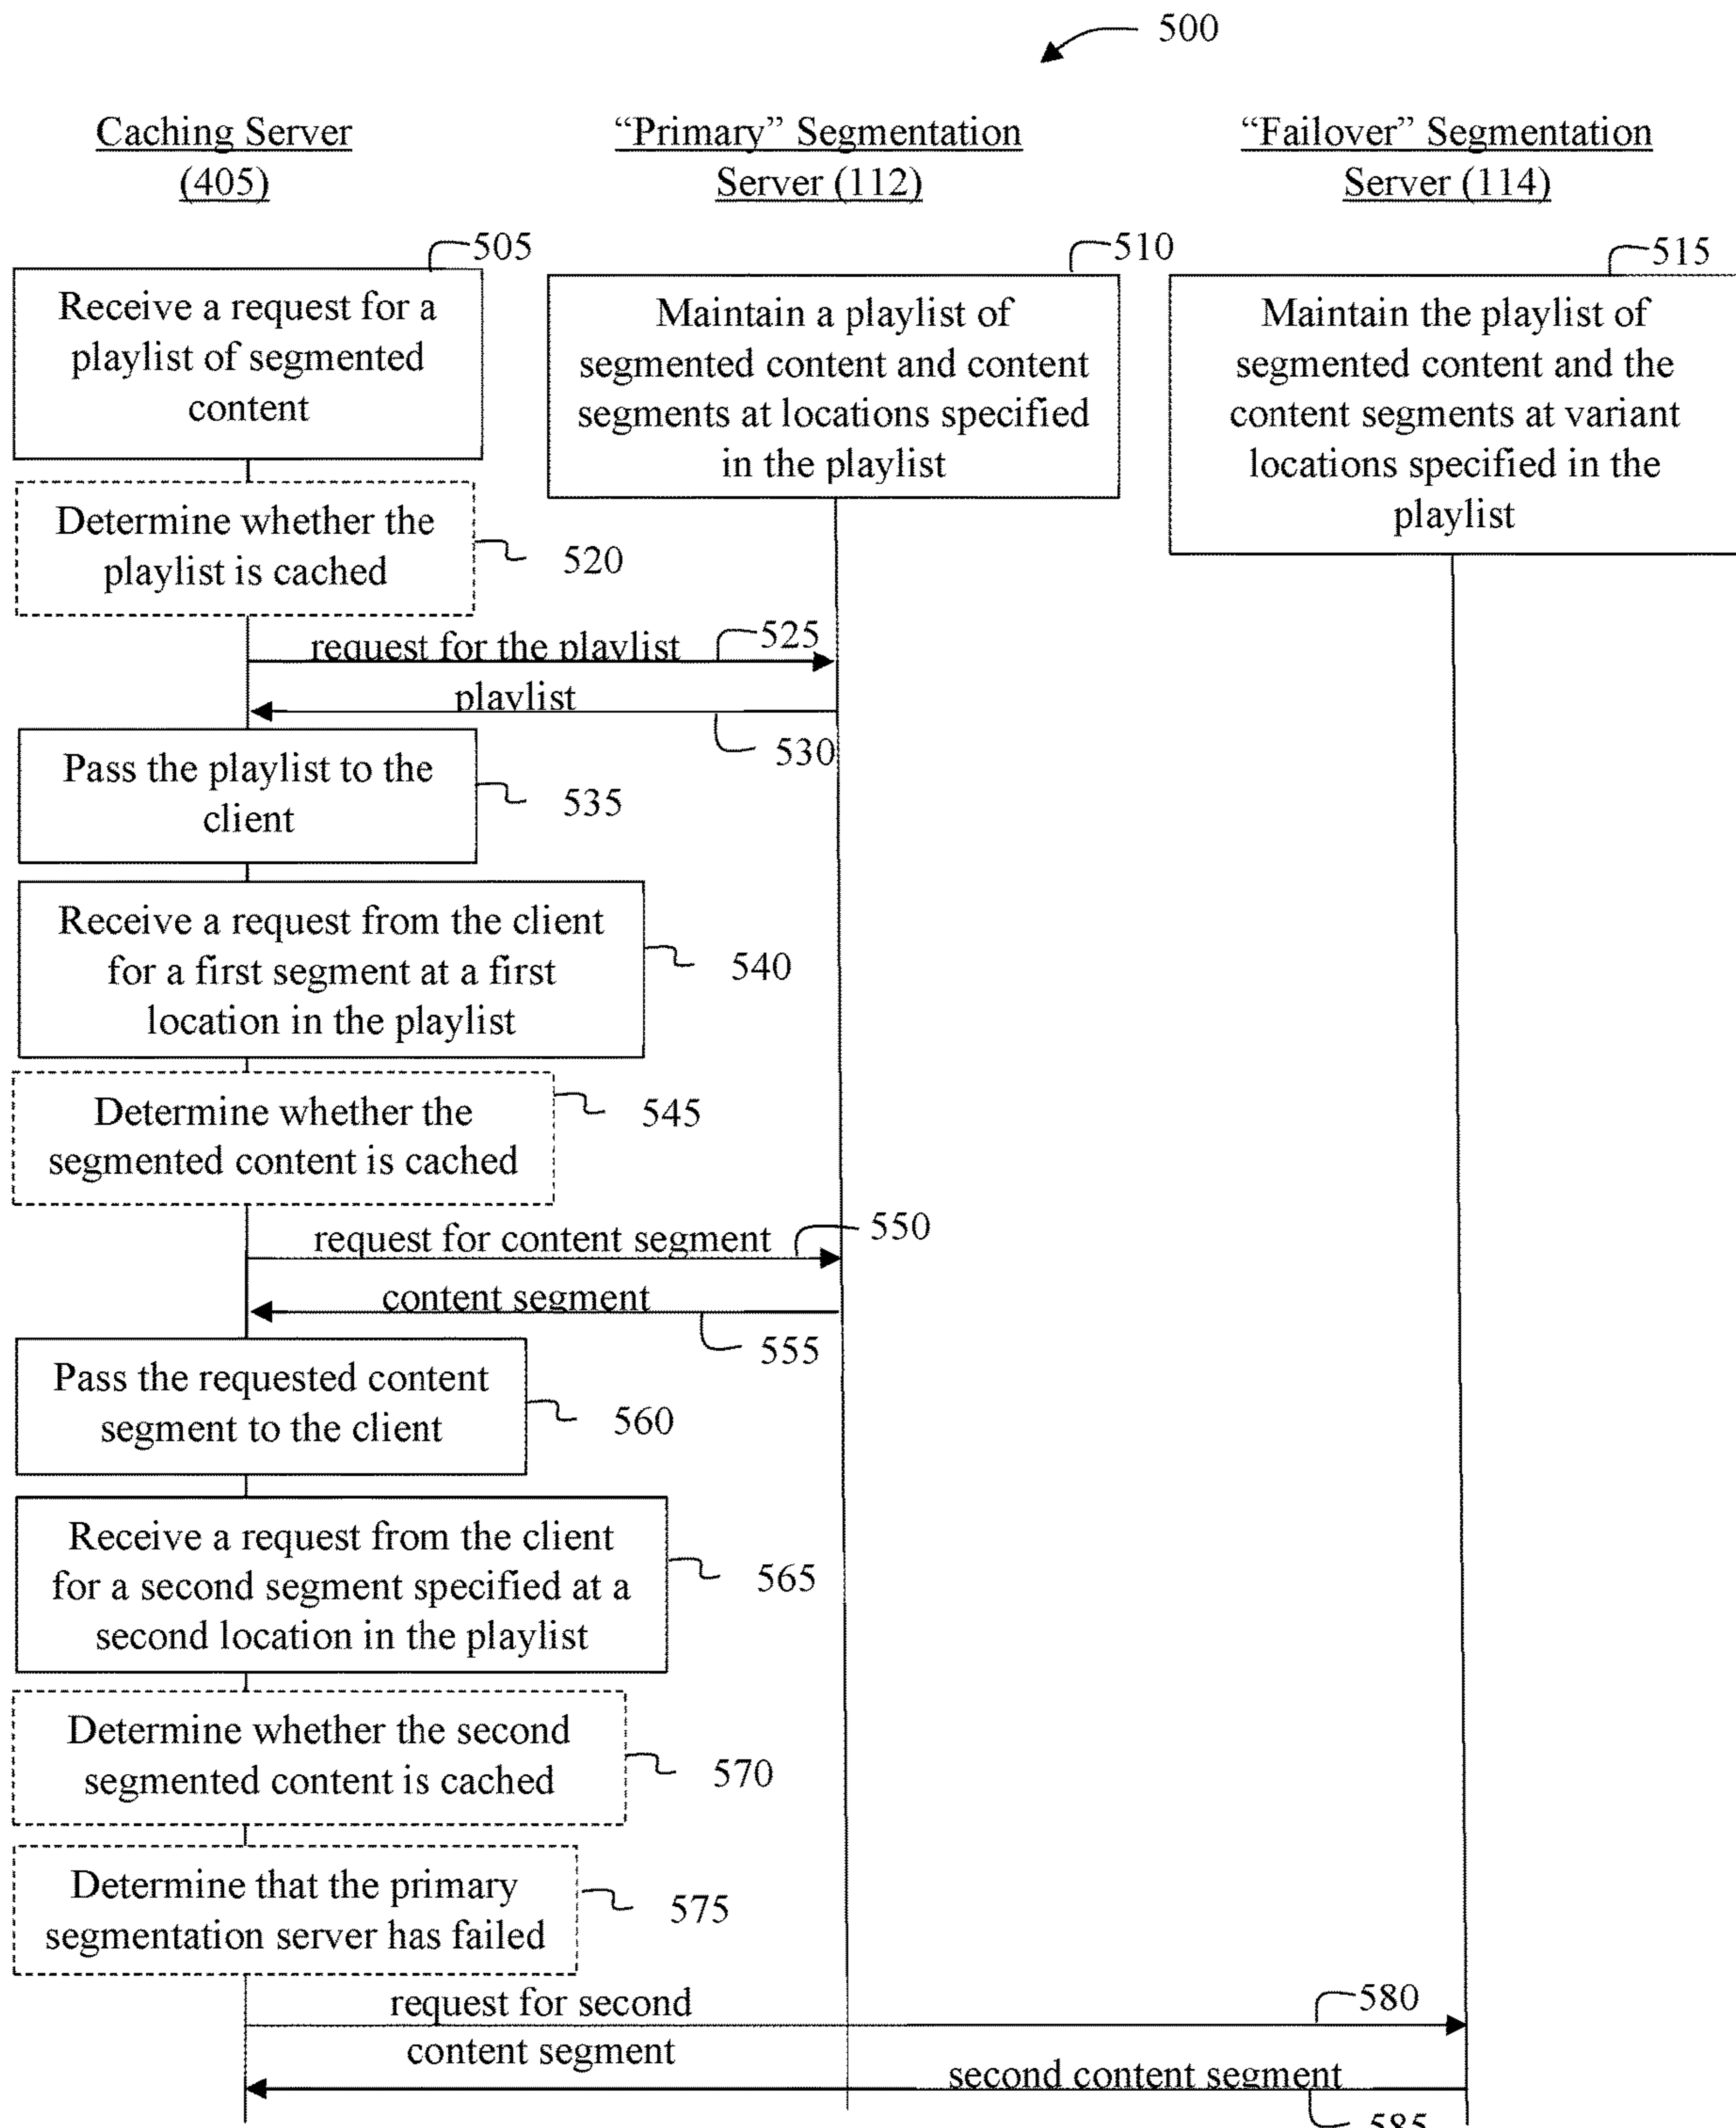 500
Caching Server
(405)
“Primary” Segmentation
Server (112)
“Failover” Segmentation
Server (114)
505
Receive a request for a
playlist of segmented
content
510
Maintain a playlist of
segmented content and content
segments at locations specified
in the playlist
515
Maintain the playlist of
segmented content and the
content segments at variant
locations specified in the
playlist
Determine whether the
playlist is cached
520
request for the playlist
525
playlist
530
Pass the playlist to the
client
535
Receive a request from the client
for a first segment at a first
location in the playlist
540
Determine whether the
segmented content is cached
545
request for content segment
550
content segment
555
Pass the requested content
segment to the client
560
Receive a request from the client
for a second segment specified at a
second location in the playlist
565
Determine whether the second
segmented content is cached
570
Determine that the primary
segmentation server has failed
575
request for second
content segment
580
second content segment
585